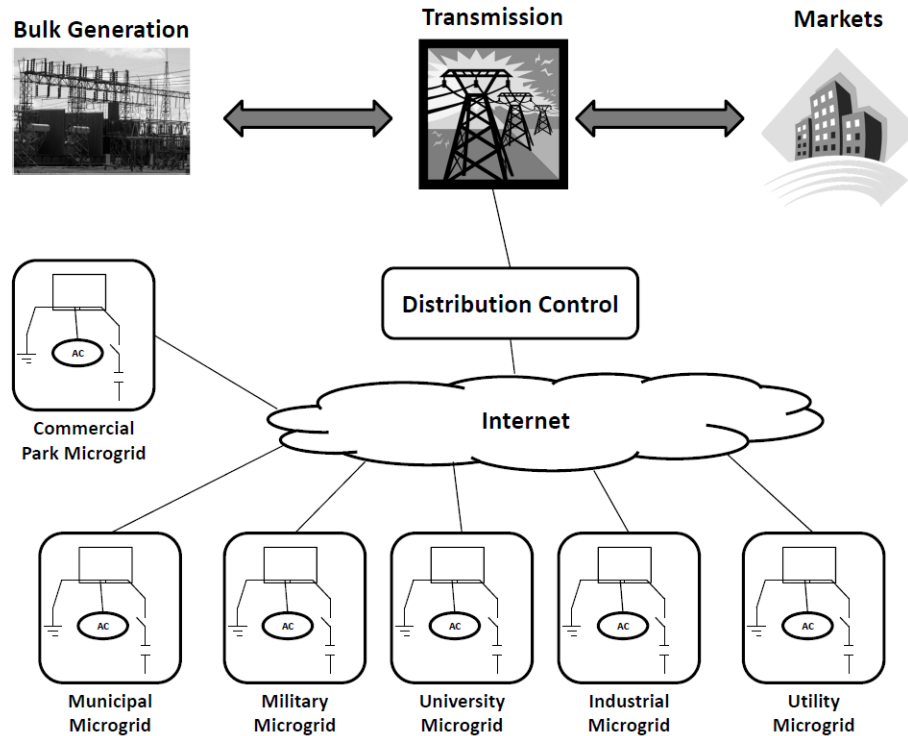 Bulk Generation
Transmission
Markets
Distribution Control
AC
Commercial
Park Microgrid
Internet
AC
AC
AC
AC
AC
Municipal
Microgrid
Military
Microgrid
University
Microgrid
Industrial
Microgrid
Utility
Microgrid